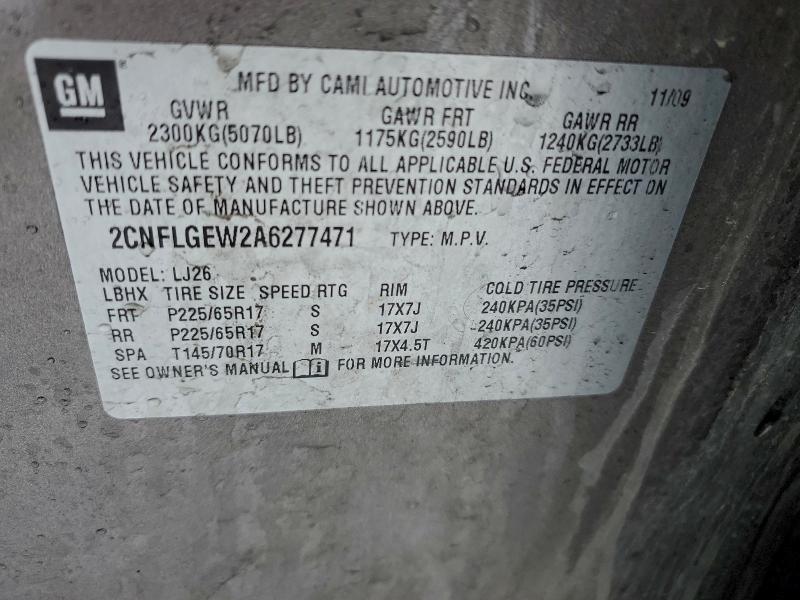 GM
MFD BY CAMI AUTOMOTIVE INC. 11/09
GVWR GAWR FRT GAWR RR
2300KG(5070LB) 1175KG(2590LB) 1240KG(2733LB)
THIS VEHICLE CONFORMS TO ALL APPLICABLE U.S. FEDERAL MOTOR
VEHICLE SAFETY AND THEFT PREVENTION STANDARDS IN EFFECT ON
THE DATE OF MANUFACTURE SHOWN ABOVE.
2CNFLGEW2A6277471 TYPE: M.P.V.
MODEL: LJ26
LBHX TIRE SIZE SPEED RTG RIM COLD TIRE PRESSURE
FRT P225/65R17 S 17X7J 240KPA(35PSI)
RR P225/65R17 S 17X7J 240KPA(35PSI)
SPA T145/70R17 M 17X4.5T 420KPA(60PSI)
SEE OWNER'S MANUAL i FOR MORE INFORMATION.